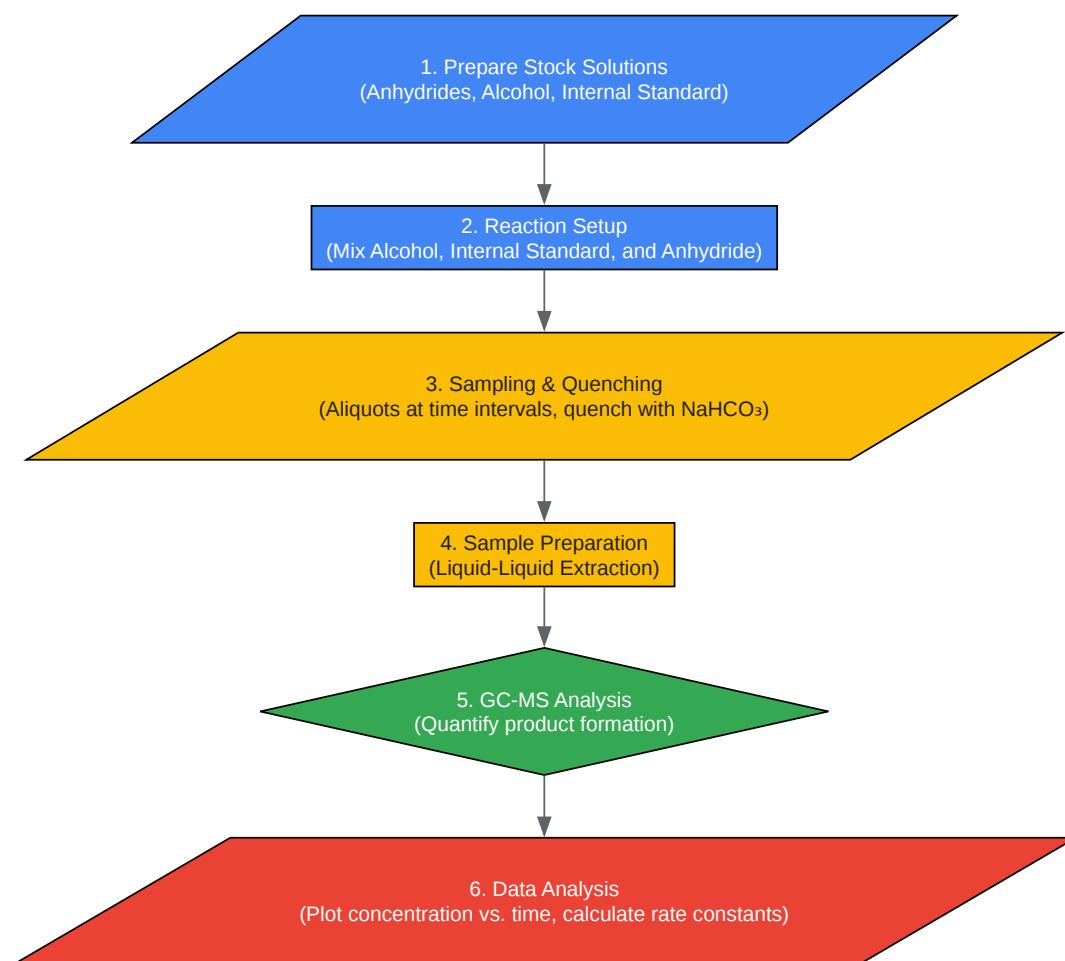 1. Prepare Stock Solutions
(Anhydrides, Alcohol, Internal Standard)
2. Reaction Setup
(Mix Alcohol, Internal Standard, and Anhydride)
3. Sampling & Quenching
(Aliquots at time intervals, quench with NaHCO₃)
4. Sample Preparation
(Liquid-Liquid Extraction)
5. GC-MS Analysis
(Quantify product formation)
6. Data Analysis
(Plot concentration vs. time, calculate rate constants)